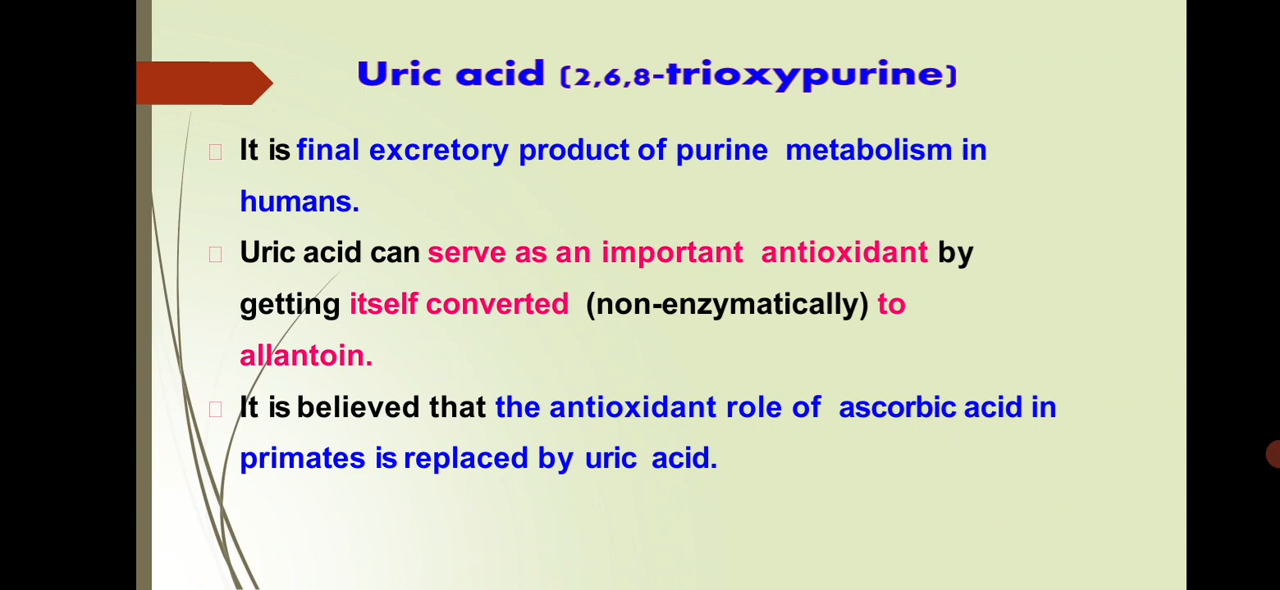 Uric acid (2,6,8-trioxypurine)
It is final excretory product of purine metabolism in
humans.
Uric acid can serve as an important antioxidant by
getting itself converted (non-enzymatically) to
allantoin.
It is believed that the antioxidant role of ascorbic acid in
primates is replaced by uric acid.